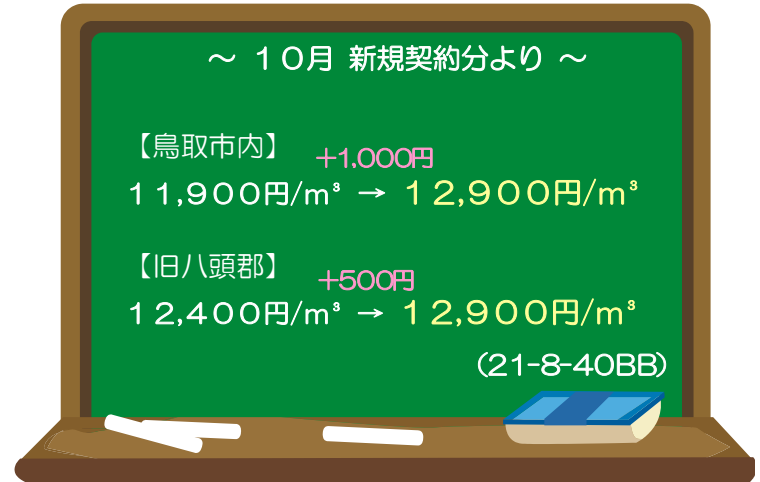 ～ １０月 新規契約分より ～
【鳥取市内】
＋1,000円
１１,９００円/m³ → １２,９００円/m³
【旧八頭郡】
＋500円
１２,４００円/m³ → １２,９００円/m³
(21-8-40BB)